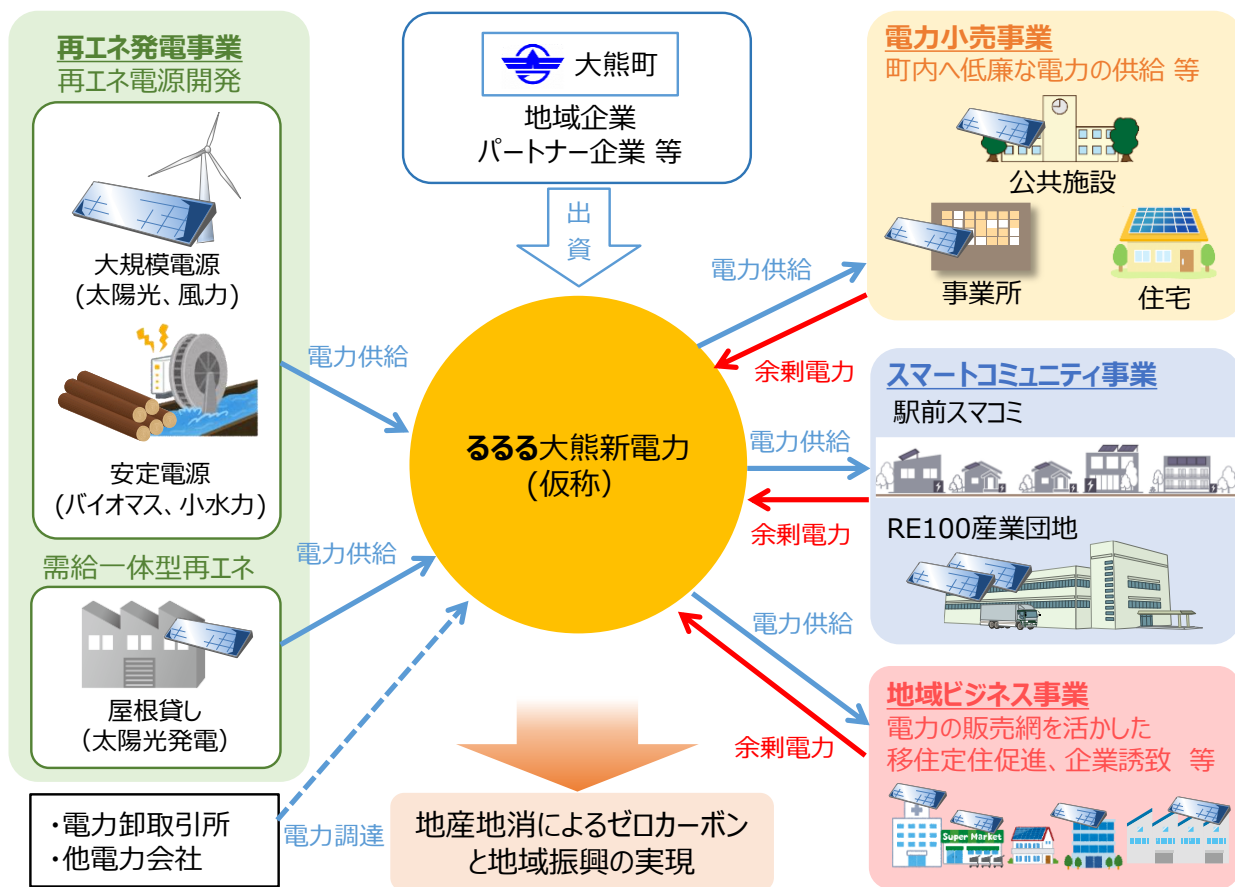 再エネ発電事業
再エネ電源開発
大規模電源
(太陽光、風力)
安定電源
(バイオマス、小水力)
需給一体型再エネ
屋根貸し
(太陽光発電)
・電力卸取引所
・他電力会社
大熊町
地域企業
パートナー企業 等
出
資
電力供給
電力供給
電力調達
るるる大熊新電力
(仮称)
地産地消によるゼロカーボン
と地域振興の実現
電力供給
余剰電力
電力供給
余剰電力
電力供給
余剰電力
電力小売事業
町内へ低廉な電力の供給 等
公共施設
事業所
住宅
スマートコミュニティ事業
駅前スマコミ
RE100産業団地
地域ビジネス事業
電力の販売網を活かした
移住定住促進、企業誘致 等
Super Market